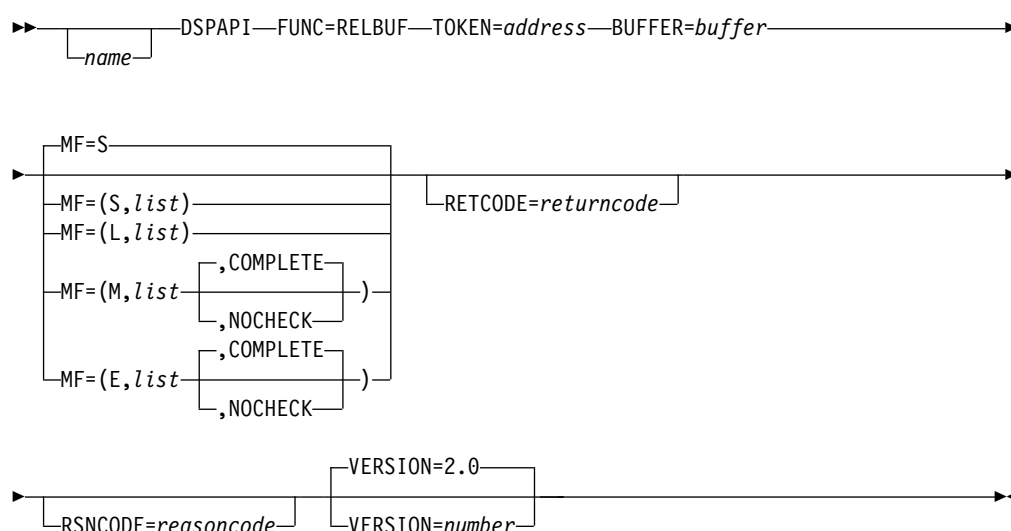 DSPAPI FUNC=RELBUF TOKEN=address BUFFER=buffer
name
MF=S
MF=(S,list)
RETCODE=returncode
MF=(L,list)
,COMPLETE
MF=(M,list )
,NOCHECK
,COMPLETE
MF=(E,list )
,NOCHECK
VERSION=2.0
RSNCODE=reasoncode VERSION=number